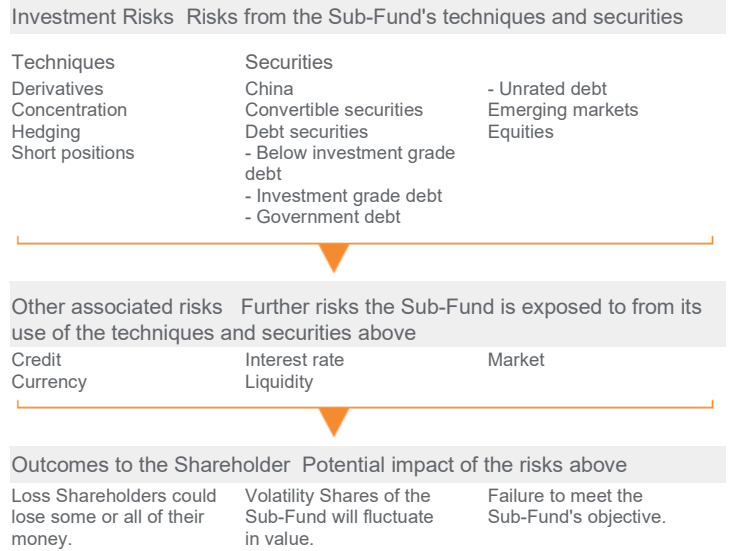 Investment Risks Risks from the Sub-Fund's techniques and securities
Techniques
Derivatives
Concentration
Hedging
Short positions
Securities
China
Convertible securities
Debt securities
- Below investment grade
debt
- Investment grade debt
- Government debt
- Unrated debt
Emerging markets
Equities
Other associated risks Further risks the Sub-Fund is exposed to from its
use of the techniques and securities above
Credit
Currency
Interest rate
Liquidity
Market
Outcomes to the Shareholder Potential impact of the risks above
Loss Shareholders could
lose some or all of their
money.
Volatility Shares of the
Sub-Fund will fluctuate
in value.
Failure to meet the
Sub-Fund's objective.